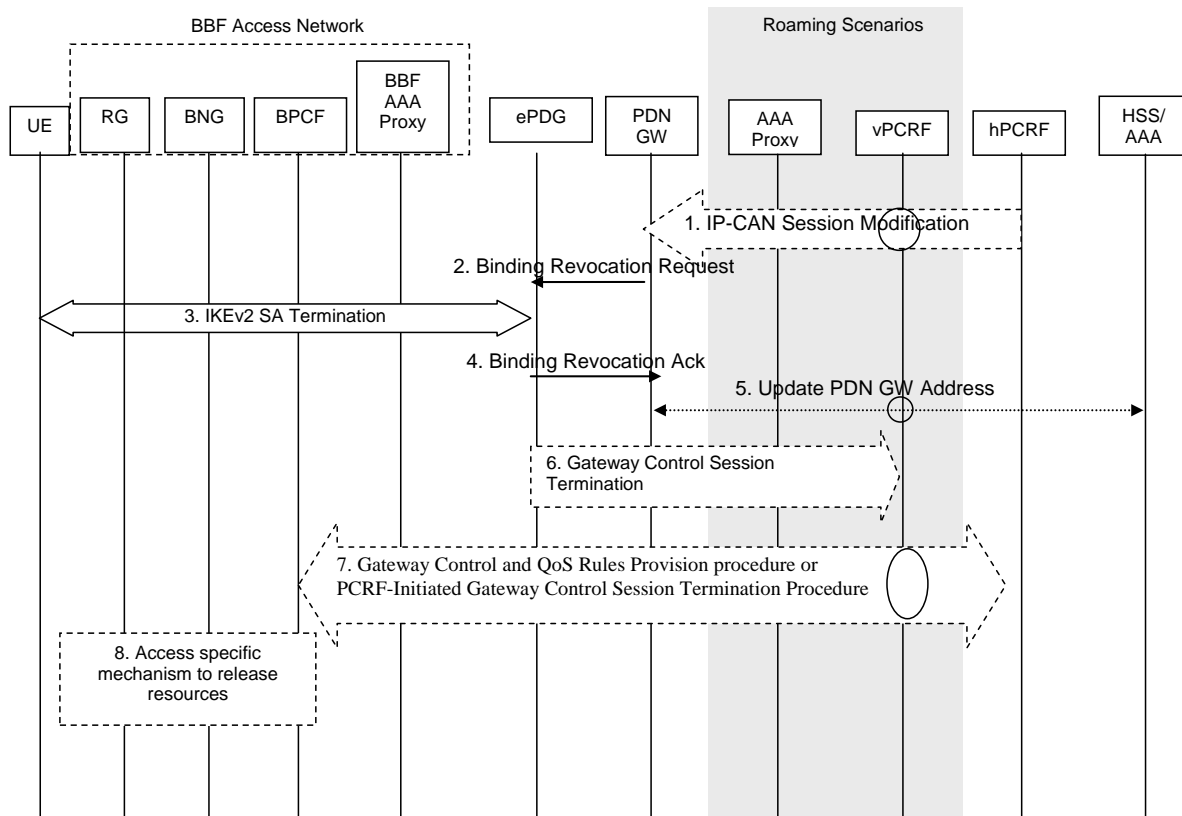 BBF Access Network
Roaming Scenarios
UE
RG
BNG
BPCF
BBF
AAA
Proxy
ePDG
PDN
GW
AAA
Proxy
vPCRF
hPCRF
HSS/
AAA
1. IP-CAN Session Modification
2. Binding Revocation Request
3. IKEv2 SA Termination
4. Binding Revocation Ack
5. Update PDN GW Address
6. Gateway Control Session
Termination
7. Gateway Control and QoS Rules Provision procedure or
PCRF-Initiated Gateway Control Session Termination Procedure
8. Access specific
mechanism to release
resources